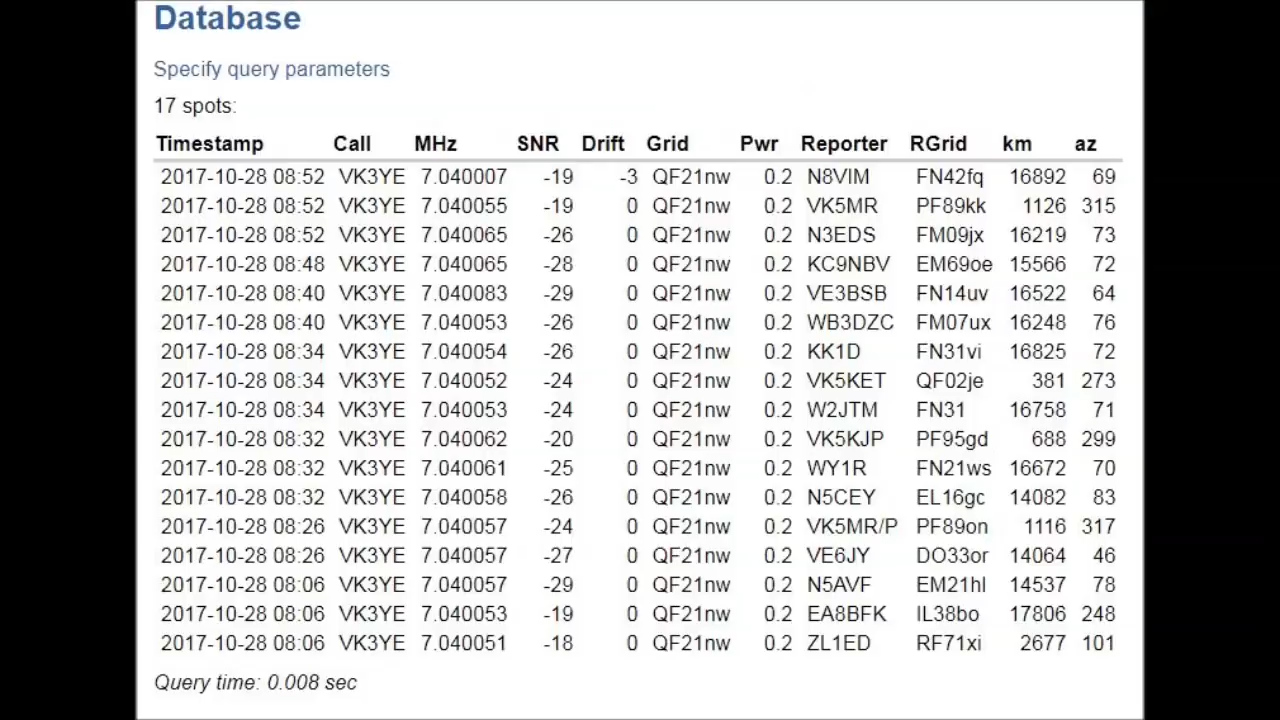 Database
Specify query parameters
17 spots:
Timestamp Call MHz SNR Drift Grid Pwr Reporter RGrid km az
2017-10-28 08:52 VK3YE 7.040007 -19 -3 QF21nw 0.2 N8VIM FN42fq 16892 69
2017-10-28 08:52 VK3YE 7.040055 -19 0 QF21nw 0.2 VK5MR PF89kk 1126 315
2017-10-28 08:52 VK3YE 7.040065 -26 0 QF21nw 0.2 N3EDS FM09jx 16219 73
2017-10-28 08:48 VK3YE 7.040065 -28 0 QF21nw 0.2 KC9NBV EM69oe 15566 72
2017-10-28 08:40 VK3YE 7.040083 -29 0 QF21nw 0.2 VE3BSB FN14uv 16522 64
2017-10-28 08:40 VK3YE 7.040053 -26 0 QF21nw 0.2 WB3DZC FM07ux 16248 76
2017-10-28 08:34 VK3YE 7.040054 -26 0 QF21nw 0.2 KK1D FN31vi 16825 72
2017-10-28 08:34 VK3YE 7.040052 -24 0 QF21nw 0.2 VK5KET QF02je 381 273
2017-10-28 08:34 VK3YE 7.040053 -24 0 QF21nw 0.2 W2JTM FN31 16758 71
2017-10-28 08:32 VK3YE 7.040062 -20 0 QF21nw 0.2 VK5KJP PF95gd 688 299
2017-10-28 08:32 VK3YE 7.040061 -25 0 QF21nw 0.2 WY1R FN21ws 16672 70
2017-10-28 08:32 VK3YE 7.040058 -26 0 QF21nw 0.2 N5CEY EL16gc 14082 83
2017-10-28 08:26 VK3YE 7.040057 -24 0 QF21nw 0.2 VK5MR/P PF89on 1116 317
2017-10-28 08:26 VK3YE 7.040057 -27 0 QF21nw 0.2 VE6JY DO33or 14064 46
2017-10-28 08:06 VK3YE 7.040057 -29 0 QF21nw 0.2 N5AVF EM21hl 14537 78
2017-10-28 08:06 VK3YE 7.040053 -19 0 QF21nw 0.2 EA8BFK IL38bo 17806 248
2017-10-28 08:06 VK3YE 7.040051 -18 0 QF21nw 0.2 ZL1ED RF71xi 2677 101
Query time: 0.008 sec